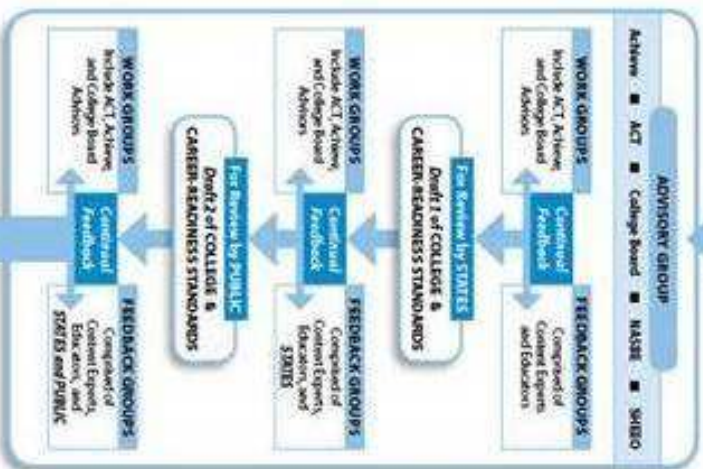 ADVISORY GROUP
Achieve ■ ACT ■ College Board ■ NASBE ■ SHEEO
WORK GROUPS
Include ACT, Achieve,
and College Board
Advisors
Continual
Feedback
FEEDBACK GROUPS
Comprised of
Content Experts
and Educators
For Review by STATES
Draft 1 of COLLEGE &
CAREER-READINESS STANDARDS
WORK GROUPS
Include ACT, Achieve,
and College Board
Advisors
Continual
Feedback
FEEDBACK GROUPS
Comprised of
Content Experts,
Educators, and
STATES
For Review by PUBLIC
Draft 2 of COLLEGE &
CAREER-READINESS STANDARDS
WORK GROUPS
Include ACT, Achieve,
and College Board
Advisors
Continual
Feedback
FEEDBACK GROUPS
Comprised of
Content Experts,
Educators, and
STATES and PUBLIC